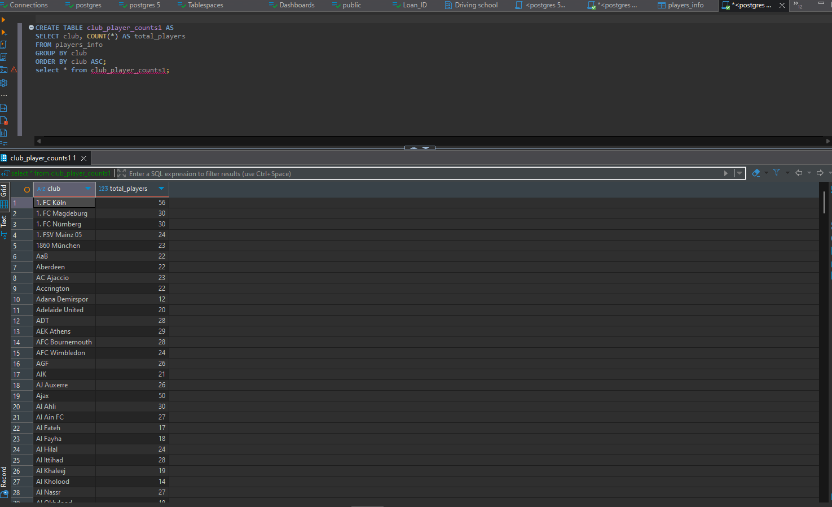 Connections postgres postgres 5 Tablespaces Dashboards public Loan_ID Driving school <postgres 5... *<postgres ... players_info *<postgres ...
CREATE TABLE club_player_counts1 AS
SELECT club, COUNT(*) AS total_players
FROM players_info
GROUP BY club
ORDER BY club ASC;
select * from club_player_counts1;
club_player_counts1 1
select * from club_player_counts1 Enter a SQL expression to filter results (use Ctrl+Space)
Grid
Text
Record
club 123 total_players
1 1. FC Köln 56
2 1. FC Magdeburg 30
3 1. FC Nürnberg 30
4 1. FSV Mainz 05 24
5 1860 München 23
6 AaB 22
7 Aberdeen 22
8 AC Ajaccio 23
9 Accrington 22
10 Adana Demirspor 12
11 Adelaide United 20
12 ADT 28
13 AEK Athens 29
14 AFC Bournemouth 28
15 AFC Wimbledon 24
16 AGF 26
17 AIK 21
18 AJ Auxerre 26
19 Ajax 50
20 Al Ahli 30
21 Al Ain FC 27
22 Al Fateh 17
23 Al Fayha 18
24 Al Hilal 24
25 Al Ittihad 28
26 Al Khaleej 19
27 Al Kholood 14
28 Al Nassr 27